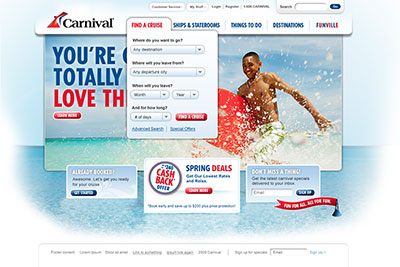 Customer Service
My Stuff
Login
Register
1-800 CARNIVAL
Search
GO
Carnival
FIND A CRUISE
SHIPS & STATEROOMS
THINGS TO DO
DESTINATIONS
FUNVILLE
YOU'RE
TOTALLY
LOVE TH
LEARN MORE
Where do you want to go?
Any destination
Where will you leave from?
Any departure city
When will you leave?
Month
Year
And for how long?
# of days
FIND A CRUISE
Advanced Search | Special Offers
ALREADY BOOKED?
Awesome. Let's get you ready
for your cruise
GET STARTED
CASH
BACK
OFFER
SPRING DEALS
Get Our Lowest Rates
and Relax.
LEARN MORE
*Book early and save up to $200 plus price protection!
DON'T MISS A THING!
Get the latest carnival specials
delivered to your inbox
Email
SIGN UP
FUN FOR ALL. ALL FOR FUN.
Footer content
Lorem ipsum
Dolor sit amet
Link to something
Ipsum link again
2009 Carnival
Sign up for specials
Email
Sign Up